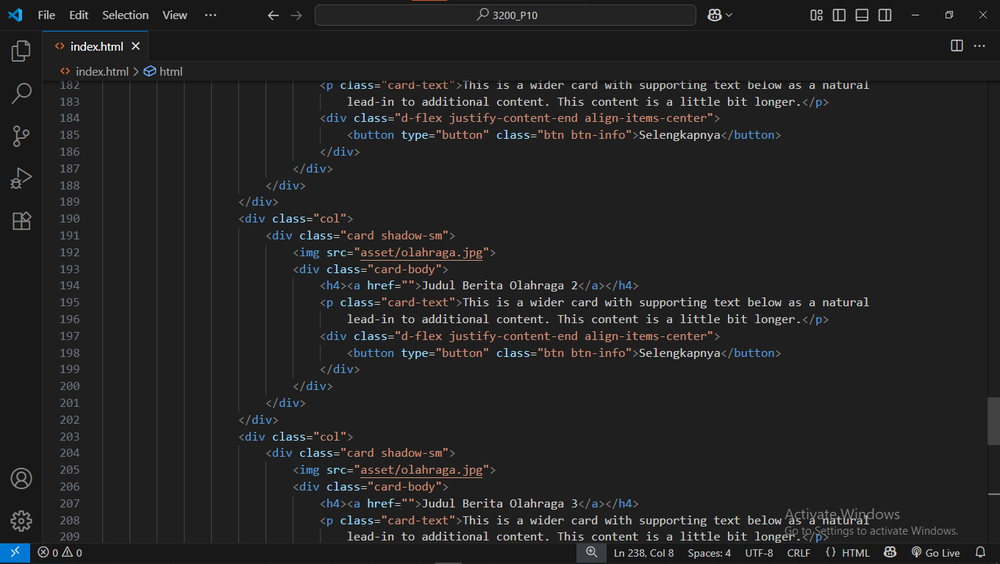 File Edit Selection View ··· 3200_P10
index.html
index.html > html
182 <p class="card-text">This is a wider card with supporting text below as a natural
183 lead-in to additional content. This content is a little bit longer.</p>
184 <div class="d-flex justify-content-end align-items-center">
185 <button type="button" class="btn btn-info">Selengkapnya</button>
186 </div>
187 </div>
188 </div>
189 </div>
190 <div class="col">
191 <div class="card shadow-sm">
192 <img src="asset/olahraga.jpg">
193 <div class="card-body">
194 <h4><a href="">Judul Berita Olahraga 2</a></h4>
195 <p class="card-text">This is a wider card with supporting text below as a natural
196 lead-in to additional content. This content is a little bit longer.</p>
197 <div class="d-flex justify-content-end align-items-center">
198 <button type="button" class="btn btn-info">Selengkapnya</button>
199 </div>
200 </div>
201 </div>
202 </div>
203 <div class="col">
204 <div class="card shadow-sm">
205 <img src="asset/olahraga.jpg">
206 <div class="card-body">
207 <h4><a href="">Judul Berita Olahraga 3</a></h4>
208 <p class="card-text">This is a wider card with supporting text below as a natural
209 lead-in to additional content. This content is a little bit longer.</p>
Activate Windows
Go to Settings to activate Windows.
0 0 Ln 238, Col 8 Spaces: 4 UTF-8 CRLF {} HTML Go Live